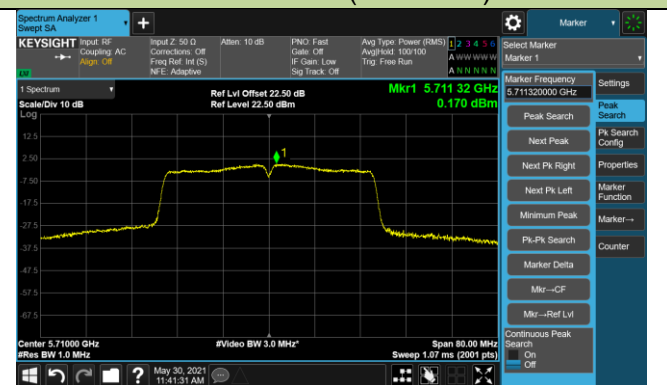 Spectrum Analyzer 1
Swept SA
Marker
KEYSIGHT
Input: RF
Coupling: AC
Align: Off
Input Z: 50 Ω
Corrections: Off
Freq Ref: Int (S)
NFE: Adaptive
Atten: 10 dB
PNO: Fast
Gate: Off
IF Gain: Low
Sig Track: Off
Avg Type: Power (RMS)
Avg|Hold: 100/100
Trig: Free Run
1 2 3 4 5 6
A W W W W W
A N N N N N
Select Marker
Marker 1
1 Spectrum
Scale/Div 10 dB
Log
Ref Lvl Offset 22.50 dB
Ref Level 22.50 dBm
Mkr1 5.711 32 GHz
0.170 dBm
12.5
2.50
-7.50
-17.5
-27.5
-37.5
-47.5
-57.5
-67.5
1
Center 5.71000 GHz
#Res BW 1.0 MHz
#Video BW 3.0 MHz*
Span 80.00 MHz
Sweep 1.07 ms (2001 pts)
Marker Frequency
5.711320000 GHz
Peak Search
Next Peak
Next Pk Right
Next Pk Left
Minimum Peak
Pk-Pk Search
Marker Delta
Mkr→CF
Mkr→Ref Lvl
Continuous Peak
Search
On
Off
Settings
Peak
Search
Pk Search
Config
Properties
Marker
Function
Marker→
Counter
May 30, 2021
11:41:31 AM